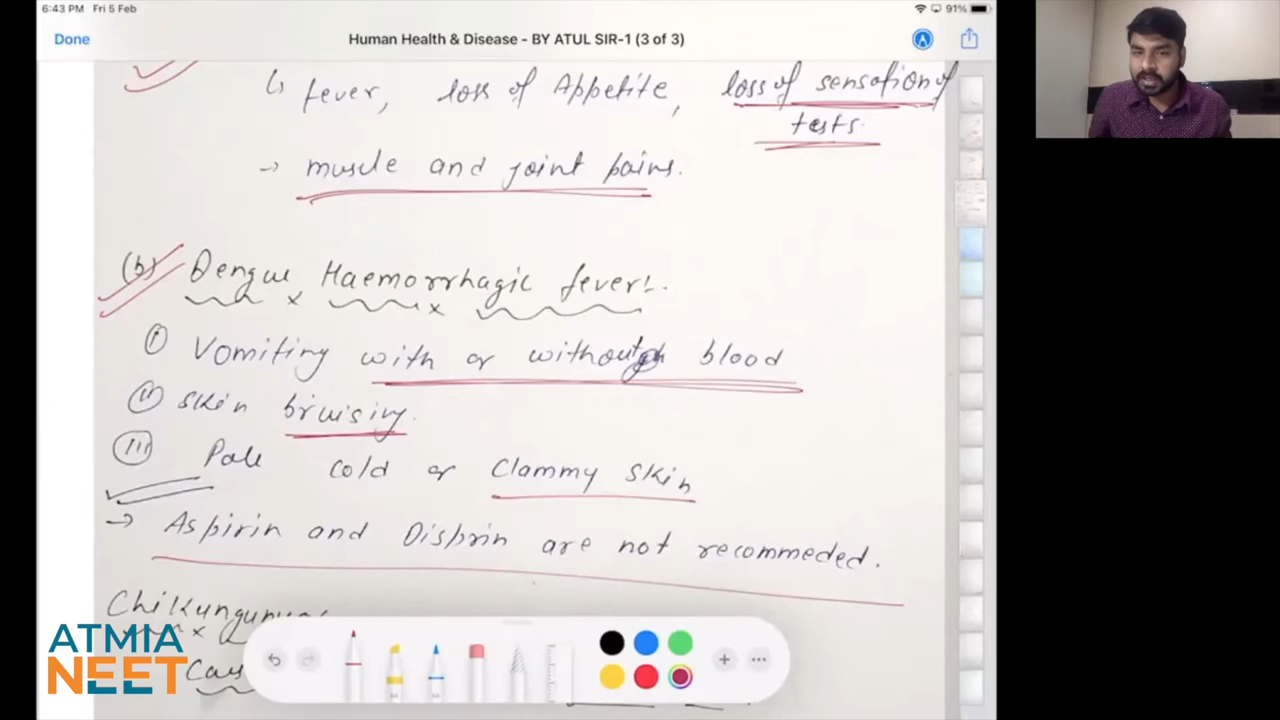 6:43 PM Fri 5 Feb
91%
Done
Human Health & Disease - BY ATUL SIR-1 (3 of 3)
↳ fever, loss of Appetite, loss of sensation of
tests.
→ muscle and joint pains.
(b) Dengue Haemorrhagic fever:-
(i) Vomiting with or without blood
(ii) skin bruising.
(iii) Pale cold or Clammy skin
→ Aspirin and Disprin are not recommeded.
Chikungunya
Cau
ATMIA
NEET